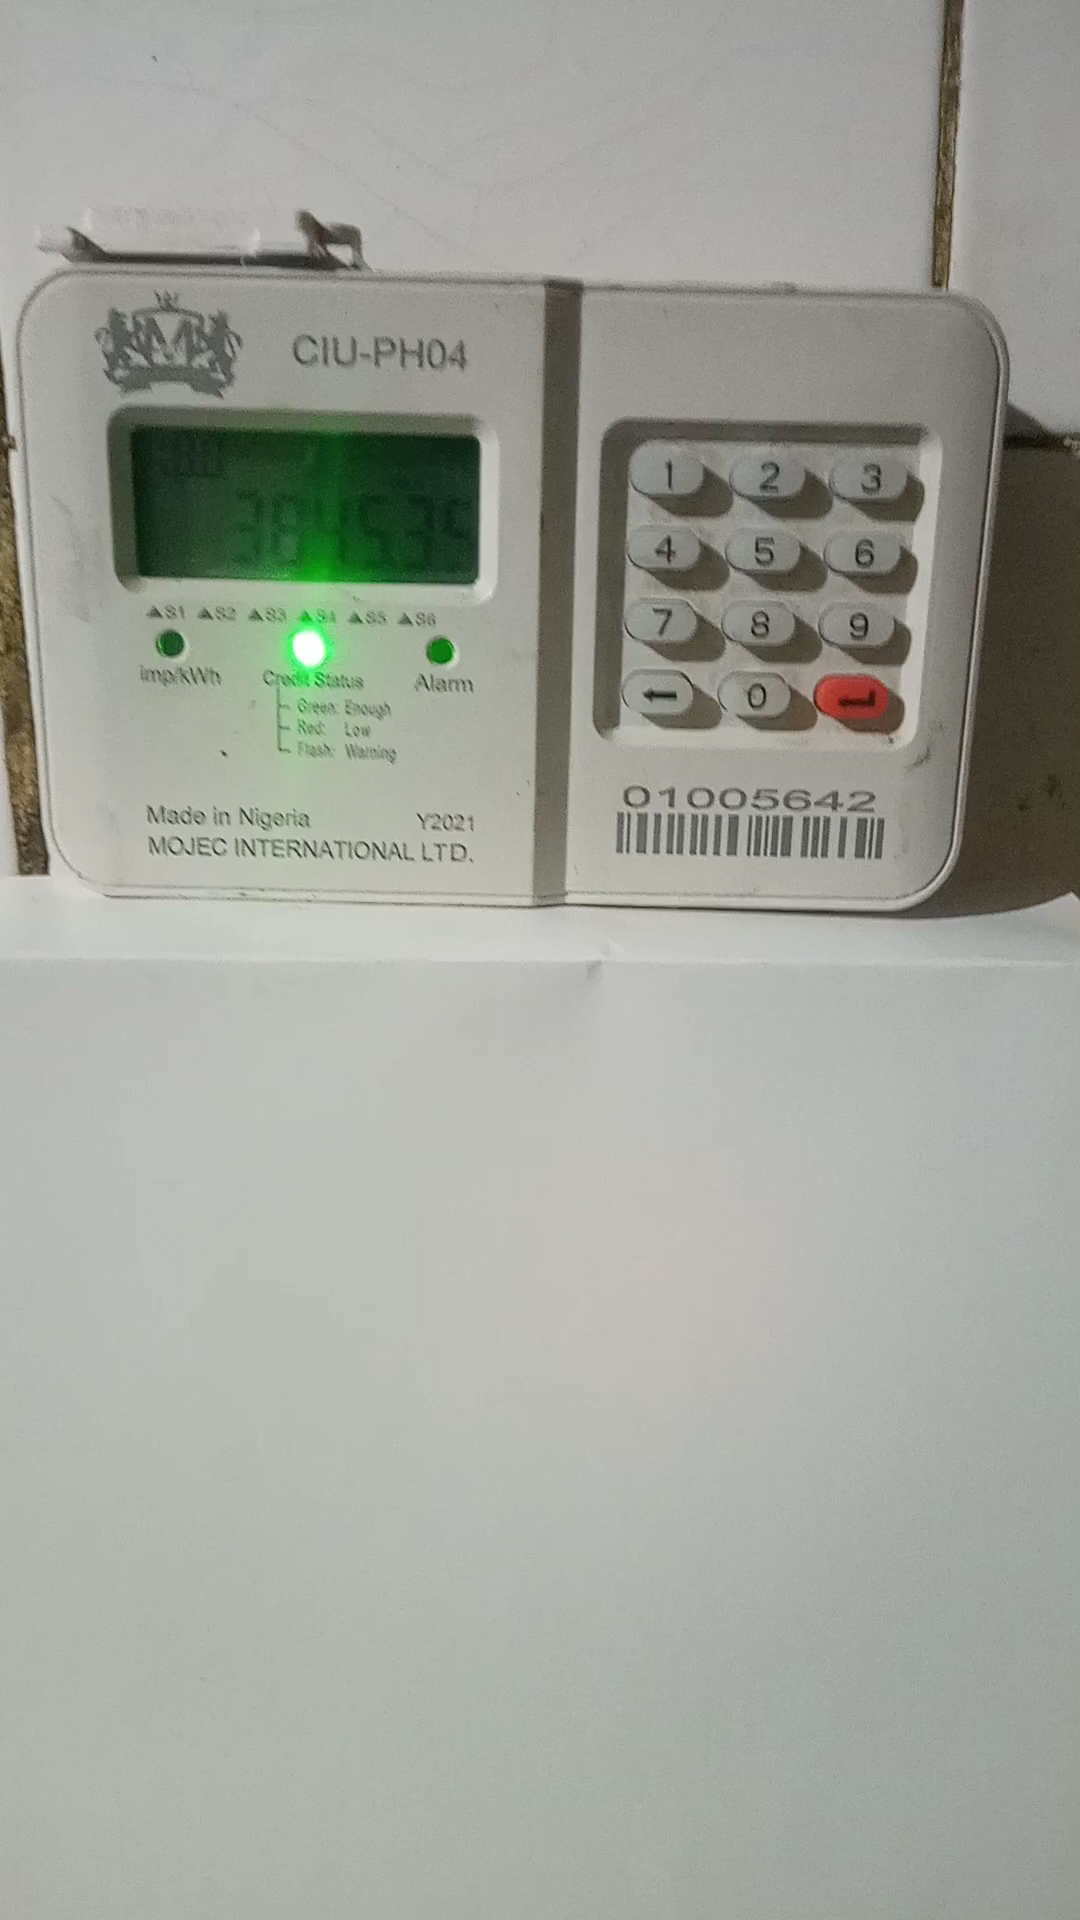 CIU-PH04
▲S1 ▲S2 ▲S3 ▲S4 ▲S5 ▲S6
imp/kWh
Credit Status
Alarm
Green: Enough
Red: Low
Flash: Warning
Made in Nigeria Y2021
MOJEC INTERNATIONAL LTD.
1 2 3
4 5 6
7 8 9
0
01005642